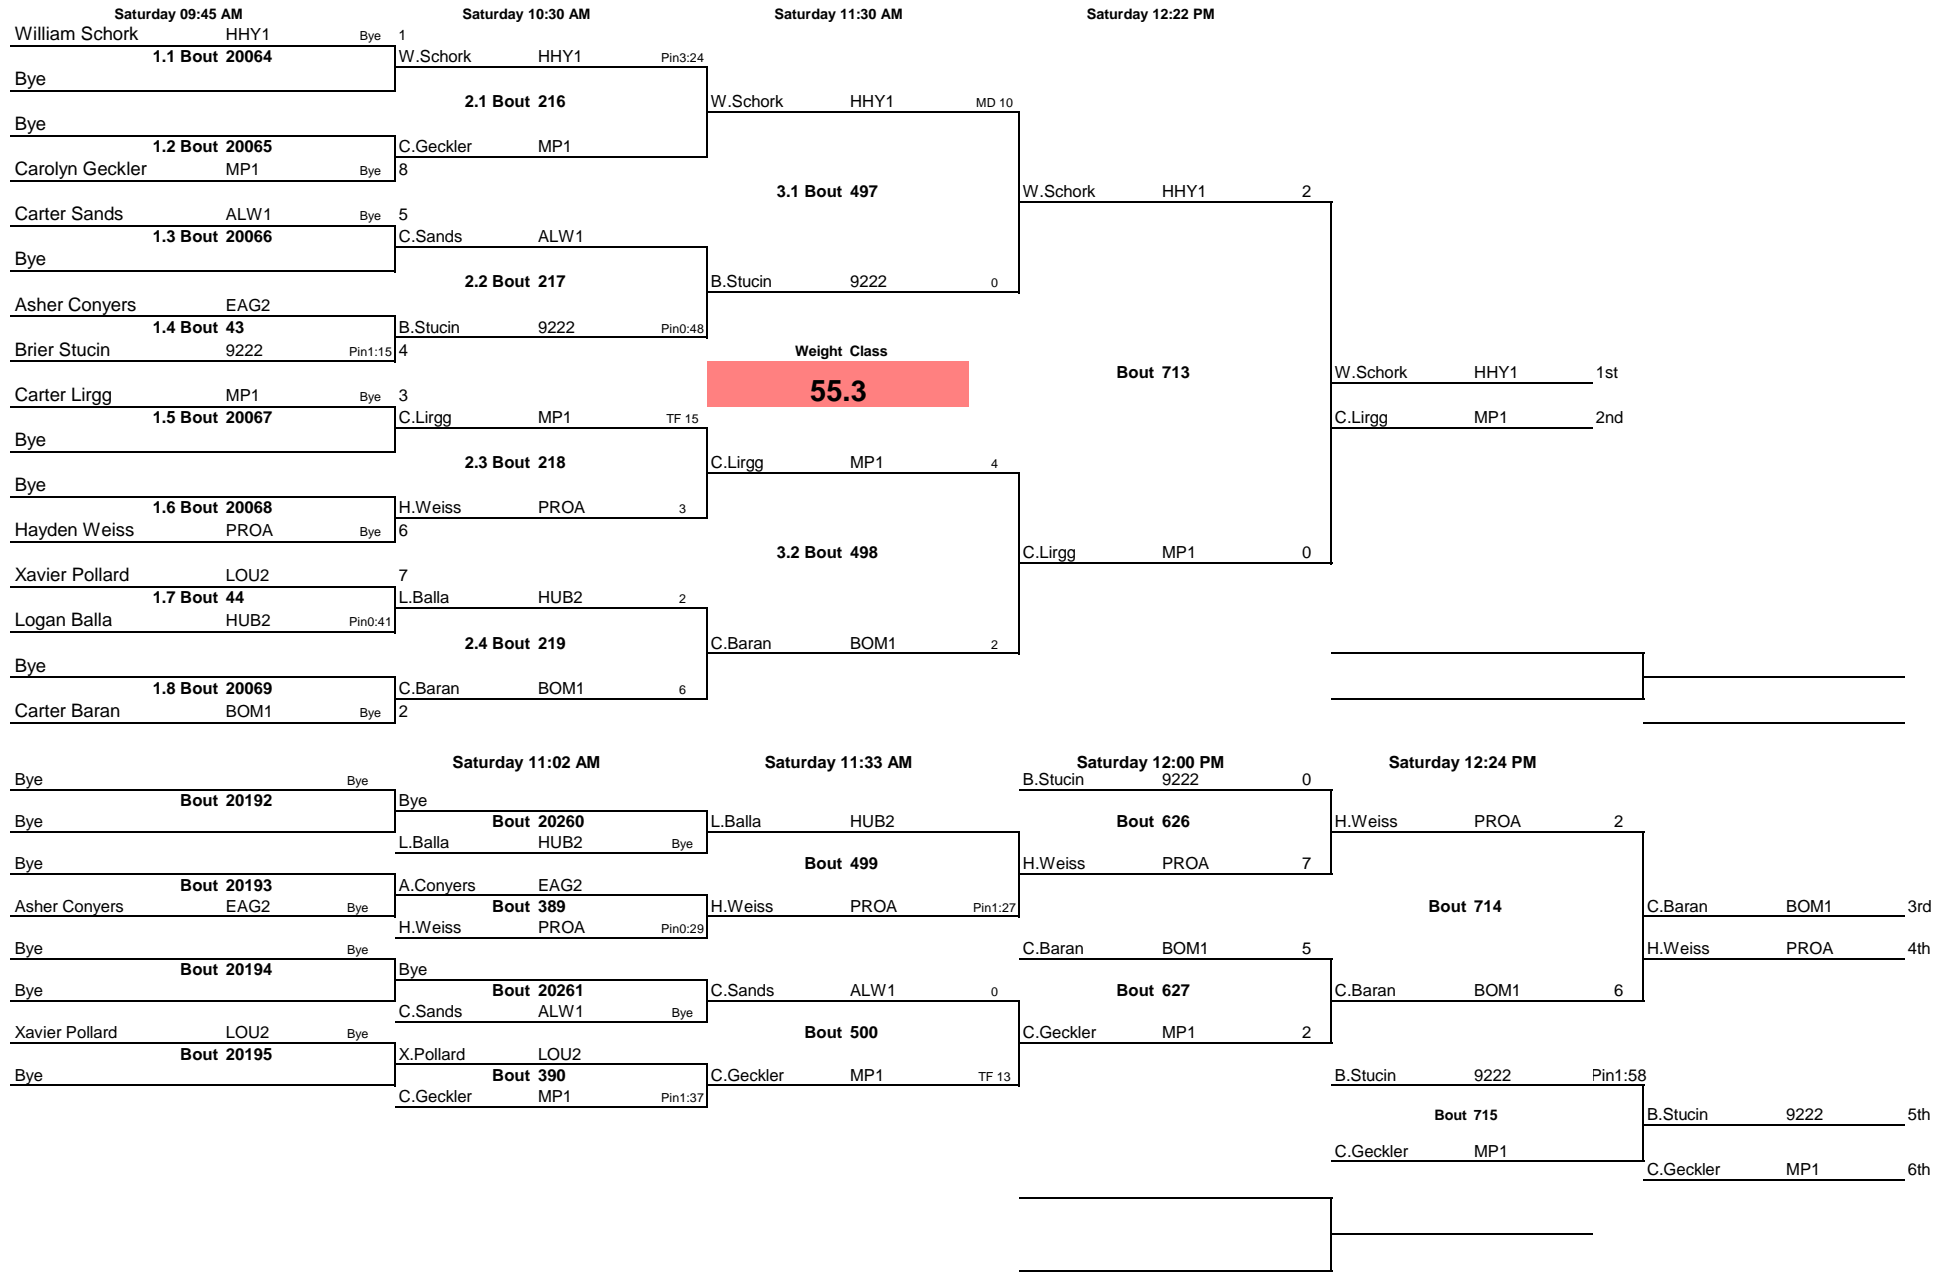 Saturday 09:45 AM Saturday 10:30 AM Saturday 11:30 AM Saturday 12:22 PM
William Schork HHY1 Bye 1
1.1 Bout 20064 W.Schork HHY1 Pin3:24
Bye
2.1 Bout 216 W.Schork HHY1 MD 10
Bye
1.2 Bout 20065 C.Geckler MP1
Carolyn Geckler MP1 Bye 8
3.1 Bout 497 W.Schork HHY1 2
Carter Sands ALW1 Bye 5
1.3 Bout 20066 C.Sands ALW1
Bye
2.2 Bout 217 B.Stucin 9222 0
Asher Conyers EAG2
1.4 Bout 43 B.Stucin 9222 Pin0:48
Brier Stucin 9222 Pin1:15 4 Weight Class
Bout 713 W.Schork HHY1 1st
Carter Lirgg MP1 Bye 3 55.3
1.5 Bout 20067 C.Lirgg MP1 TF 15 C.Lirgg MP1 2nd
Bye
2.3 Bout 218 C.Lirgg MP1 4
Bye
1.6 Bout 20068 H.Weiss PROA 3
Hayden Weiss PROA Bye 6
3.2 Bout 498 C.Lirgg MP1 0
Xavier Pollard LOU2 7
1.7 Bout 44 L.Balla HUB2 2
Logan Balla HUB2 Pin0:41
2.4 Bout 219 C.Baran BOM1 2
Bye
1.8 Bout 20069 C.Baran BOM1 6
Carter Baran BOM1 Bye 2
Saturday 11:02 AM Saturday 11:33 AM Saturday 12:00 PM Saturday 12:24 PM
Bye Bye B.Stucin 9222 0
Bout 20192 Bye
Bye Bout 20260 L.Balla HUB2 Bout 626 H.Weiss PROA 2
L.Balla HUB2 Bye
Bye Bout 499 H.Weiss PROA 7
Bout 20193 A.Conyers EAG2
Asher Conyers EAG2 Bye Bout 389 H.Weiss PROA Pin1:27 Bout 714 C.Baran BOM1 3rd
H.Weiss PROA Pin0:29
Bye Bye C.Baran BOM1 5 H.Weiss PROA 4th
Bout 20194 Bye
Bye Bout 20261 C.Sands ALW1 0 Bout 627 C.Baran BOM1 6
C.Sands ALW1 Bye
Xavier Pollard LOU2 Bye Bout 500 C.Geckler MP1 2
Bout 20195 X.Pollard LOU2
Bye Bout 390 C.Geckler MP1 TF 13 B.Stucin 9222 Pin1:58
C.Geckler MP1 Pin1:37
Bout 715 B.Stucin 9222 5th
C.Geckler MP1
C.Geckler MP1 6th